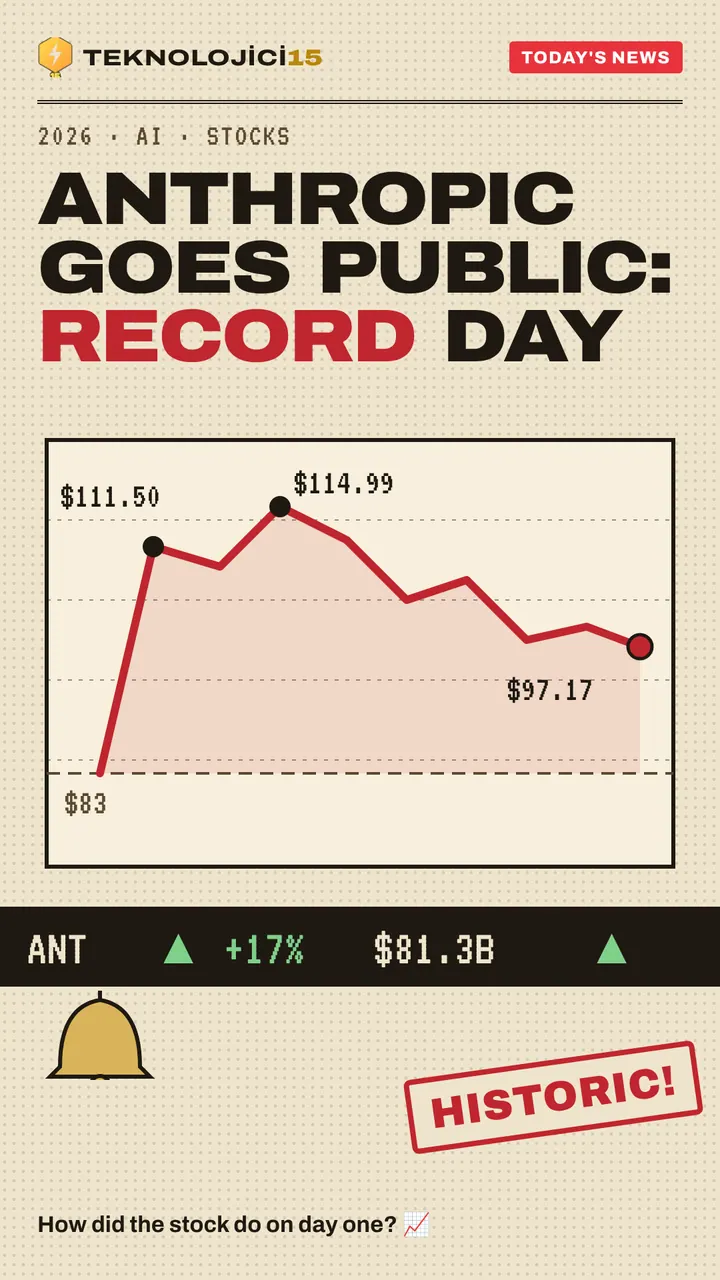 TEKNOLOJİCİ15
TODAY'S NEWS
2026 · AI · STOCKS
ANTHROPIC
GOES PUBLIC:
RECORD DAY
$111.50
$114.99
$97.17
$83
ANT ▲ +17% $81.3B ▲
HISTORIC!
How did the stock do on day one? 📈